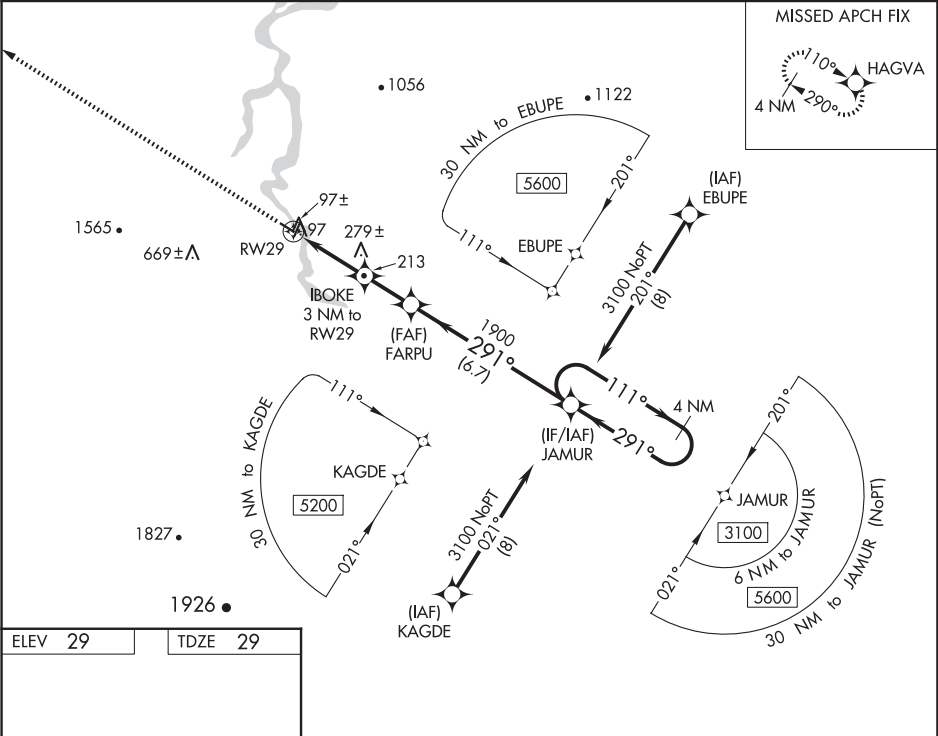 MISSED APCH FIX
110°
HAGVA
4 NM
290°
1056
1122
30 NM to EBUPE
5600
201°
EBUPE
111°
(IAF)
EBUPE
3100 NoPT
201°
(8)
1565
669±
97±
97
RW29
279±
213
IBOKE
3 NM to
RW29
(FAF)
FARPU
1900
291°
(6.7)
111°
4 NM
291°
(IF/IAF)
JAMUR
30 NM to KAGDE
111°
KAGDE
5200
021°
3100 NoPT
021°
(8)
(IAF)
KAGDE
201°
JAMUR
3100
6 NM to JAMUR
021°
5600
30 NM to JAMUR (NoPT)
1827
1926
ELEV 29
TDZE 29